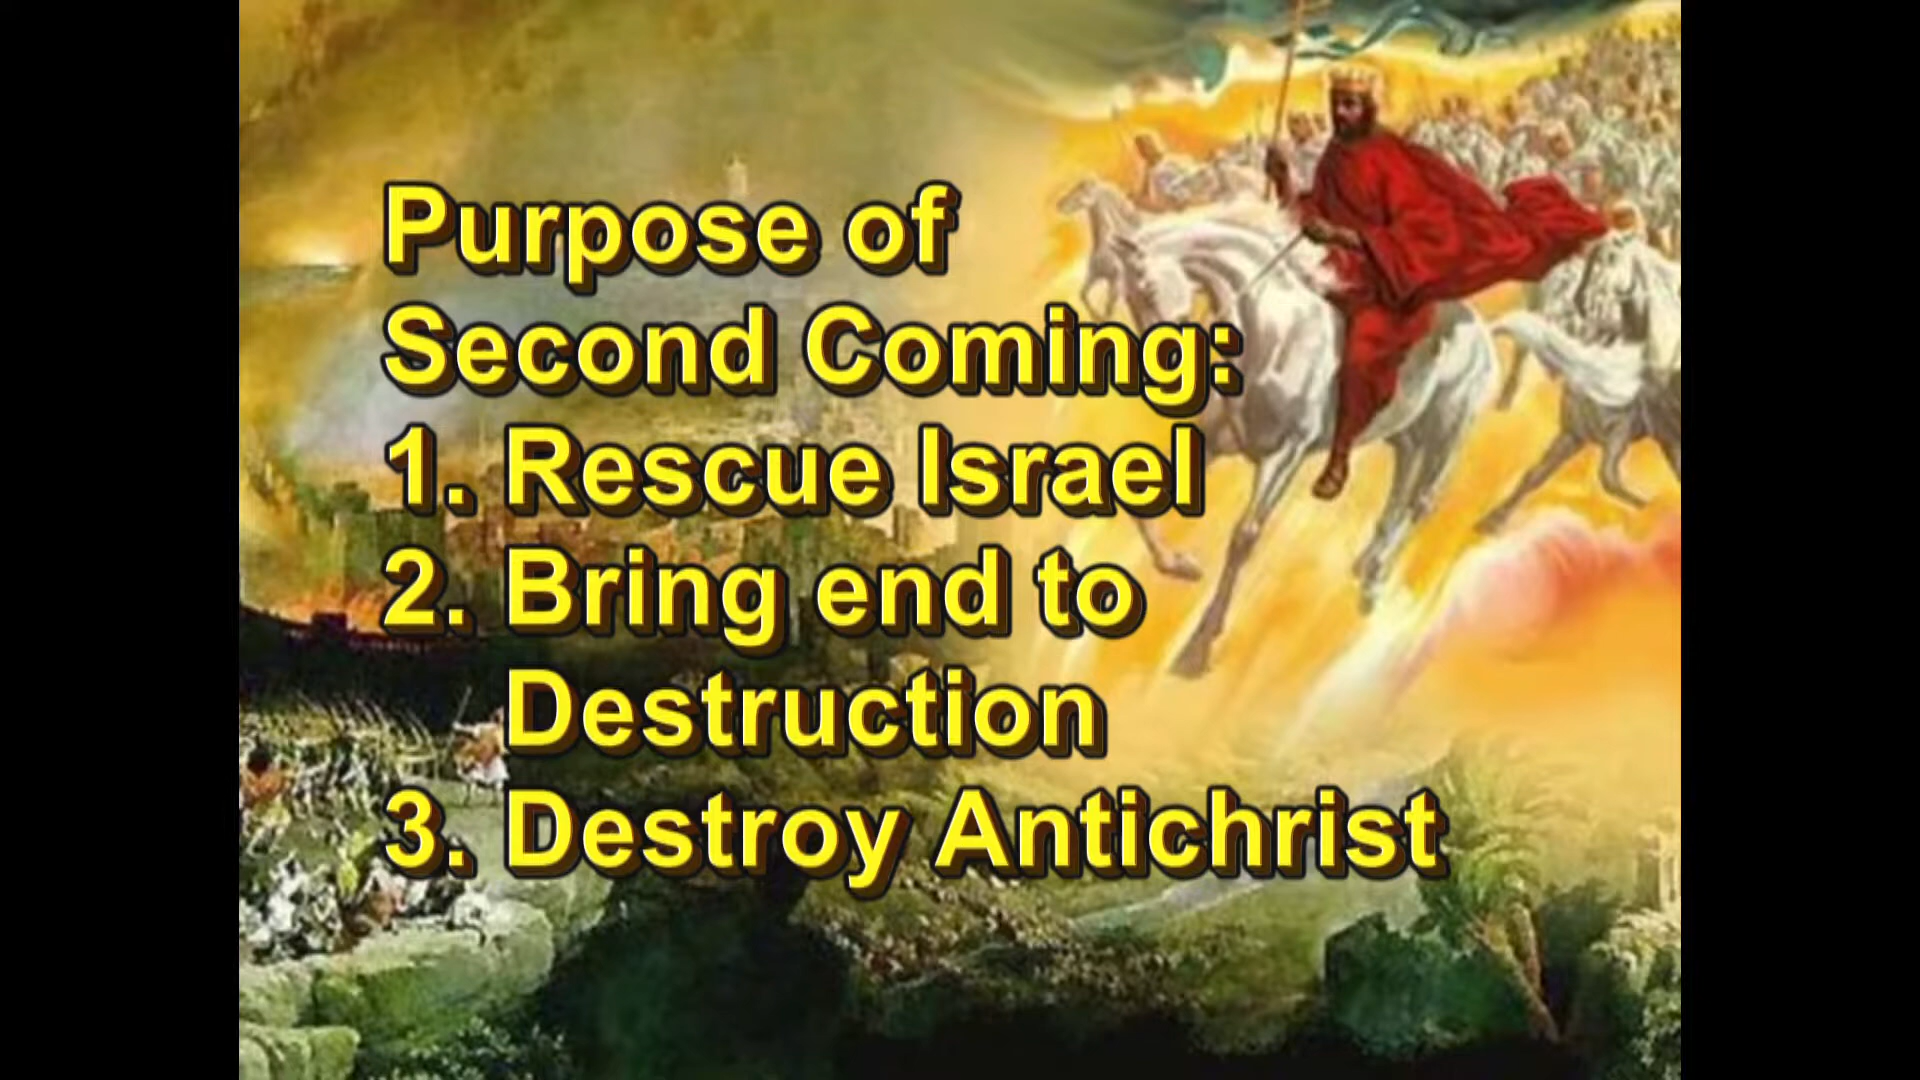 Purpose of
Second Coming:
1. Rescue Israel
2. Bring end to
Destruction
3. Destroy Antichrist